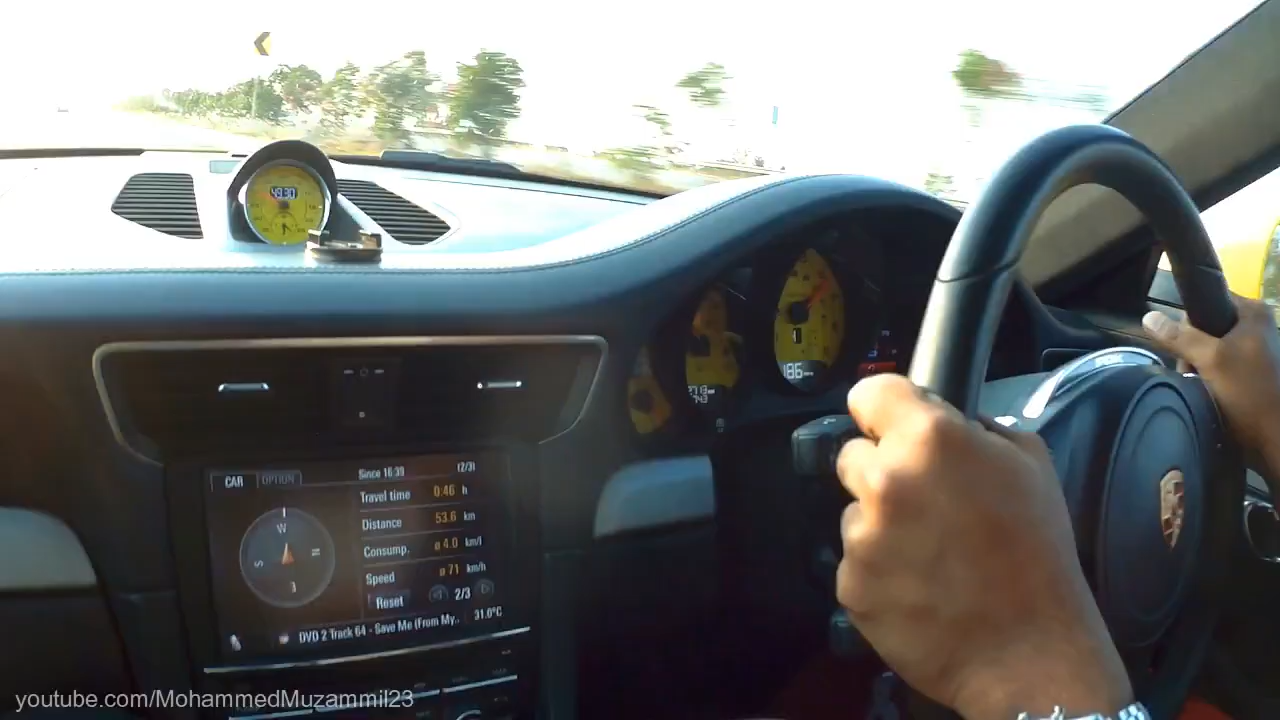 CAR OPTION Since 16:39 (2/3)
Travel time 0:46 h
Distance 53.6 km
Consump. ø 4.0 km/l
Speed ø 71 km/h
Reset 2/3
DVD 2 Track 64 - Save Me (From My.. 31.0°C
W
S
E
186
youtube.com/MohammedMuzammil23